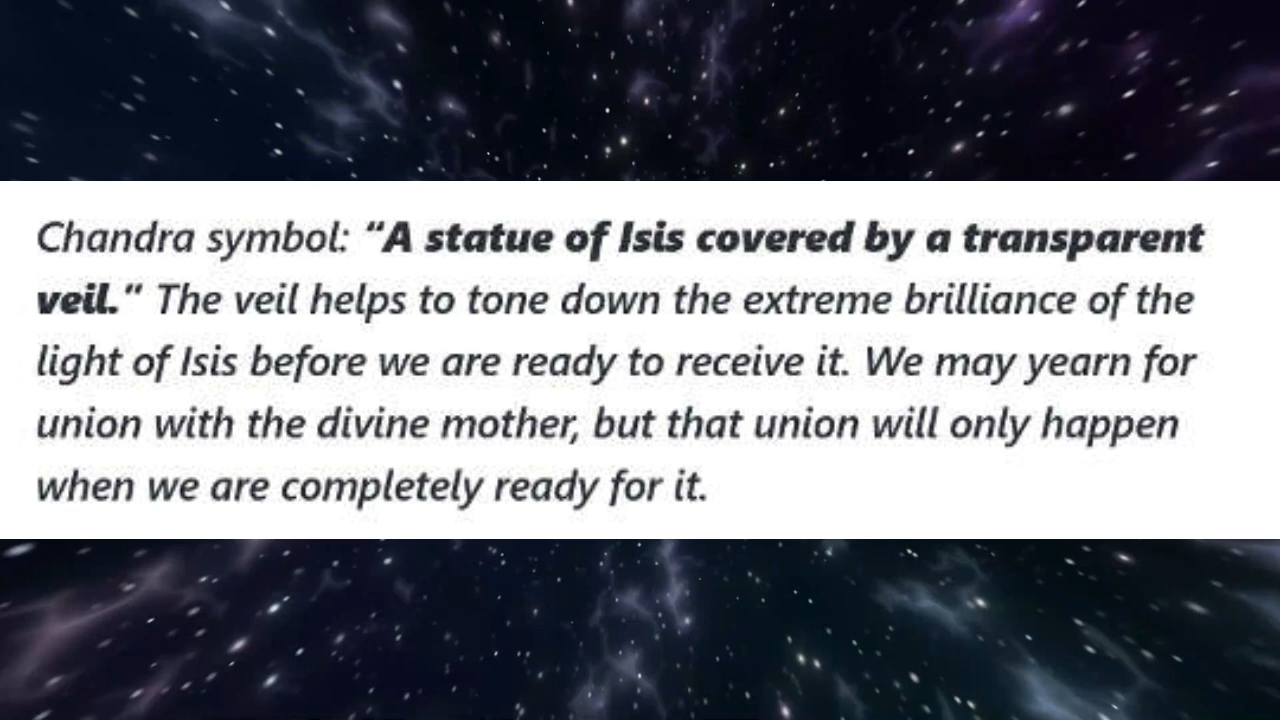 Chandra symbol: “A statue of Isis covered by a transparent
veil.” The veil helps to tone down the extreme brilliance of the
light of Isis before we are ready to receive it. We may yearn for
union with the divine mother, but that union will only happen
when we are completely ready for it.